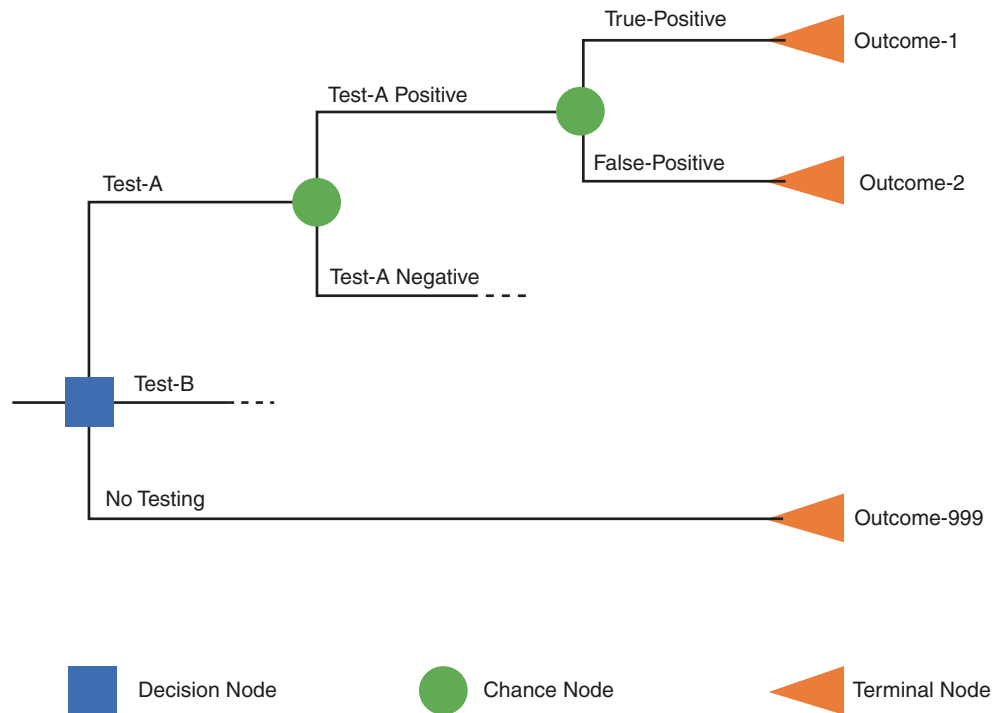 True-Positive
Outcome-1
Test-A Positive
False-Positive
Outcome-2
Test-A
Test-A Negative
Test-B
No Testing
Outcome-999
Decision Node
Chance Node
Terminal Node